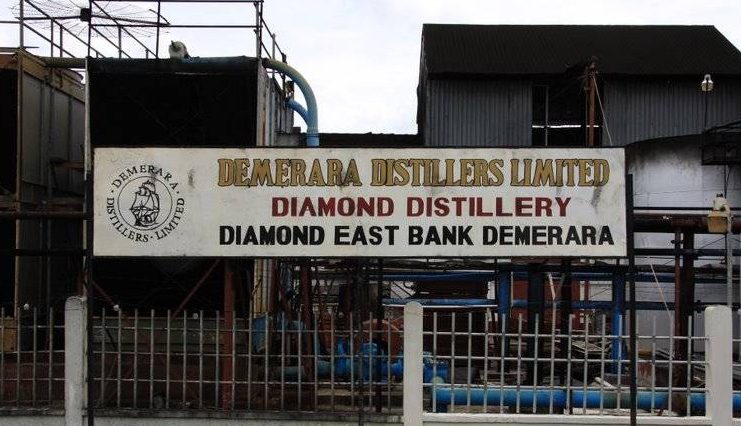 DEMERARA DISTILLERS LIMITED
DIAMOND DISTILLERY
DIAMOND EAST BANK DEMERARA
· DEMERARA · DISTILLERS · LIMITED